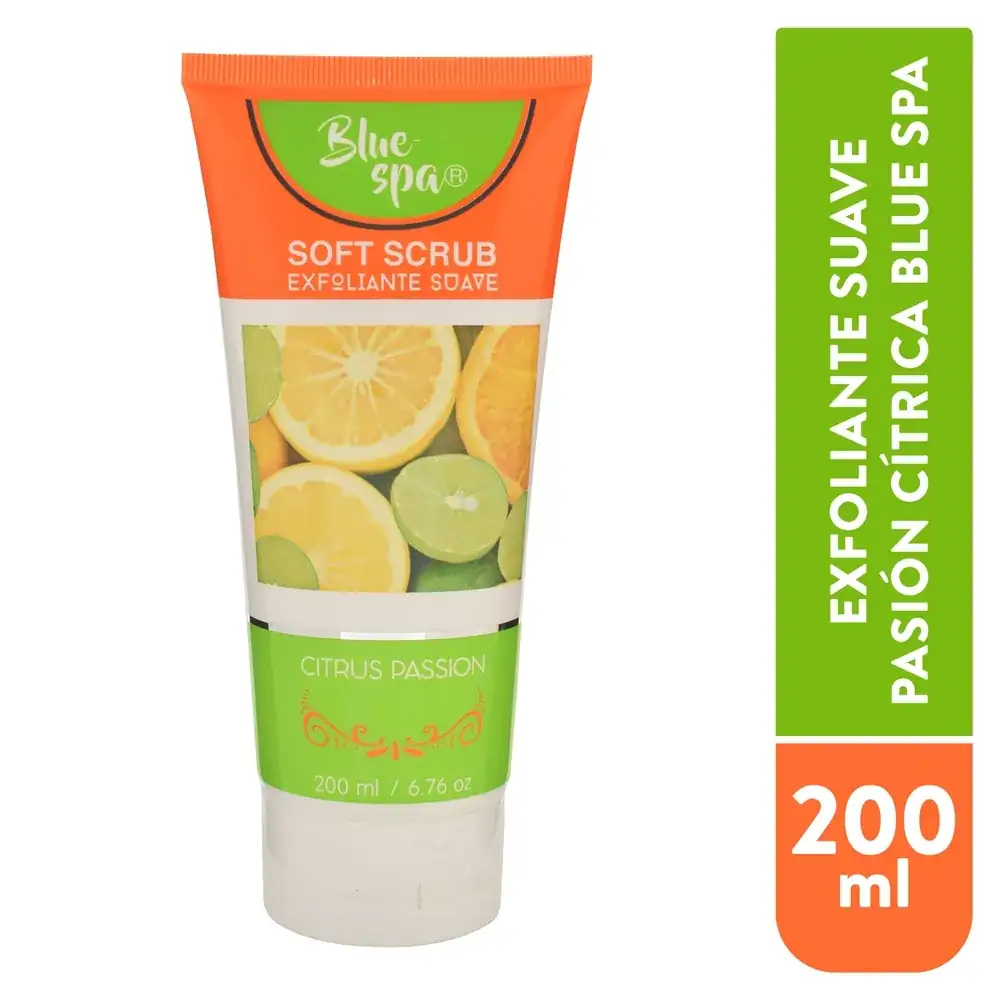 Blue
spa®
SOFT SCRUB
EXFOLIANTE SUAVE
CITRUS PASSION
200 ml / 6.76 oz
EXFOLIANTE SUAVE
PASIÓN CÍTRICA BLUE SPA
200
ml